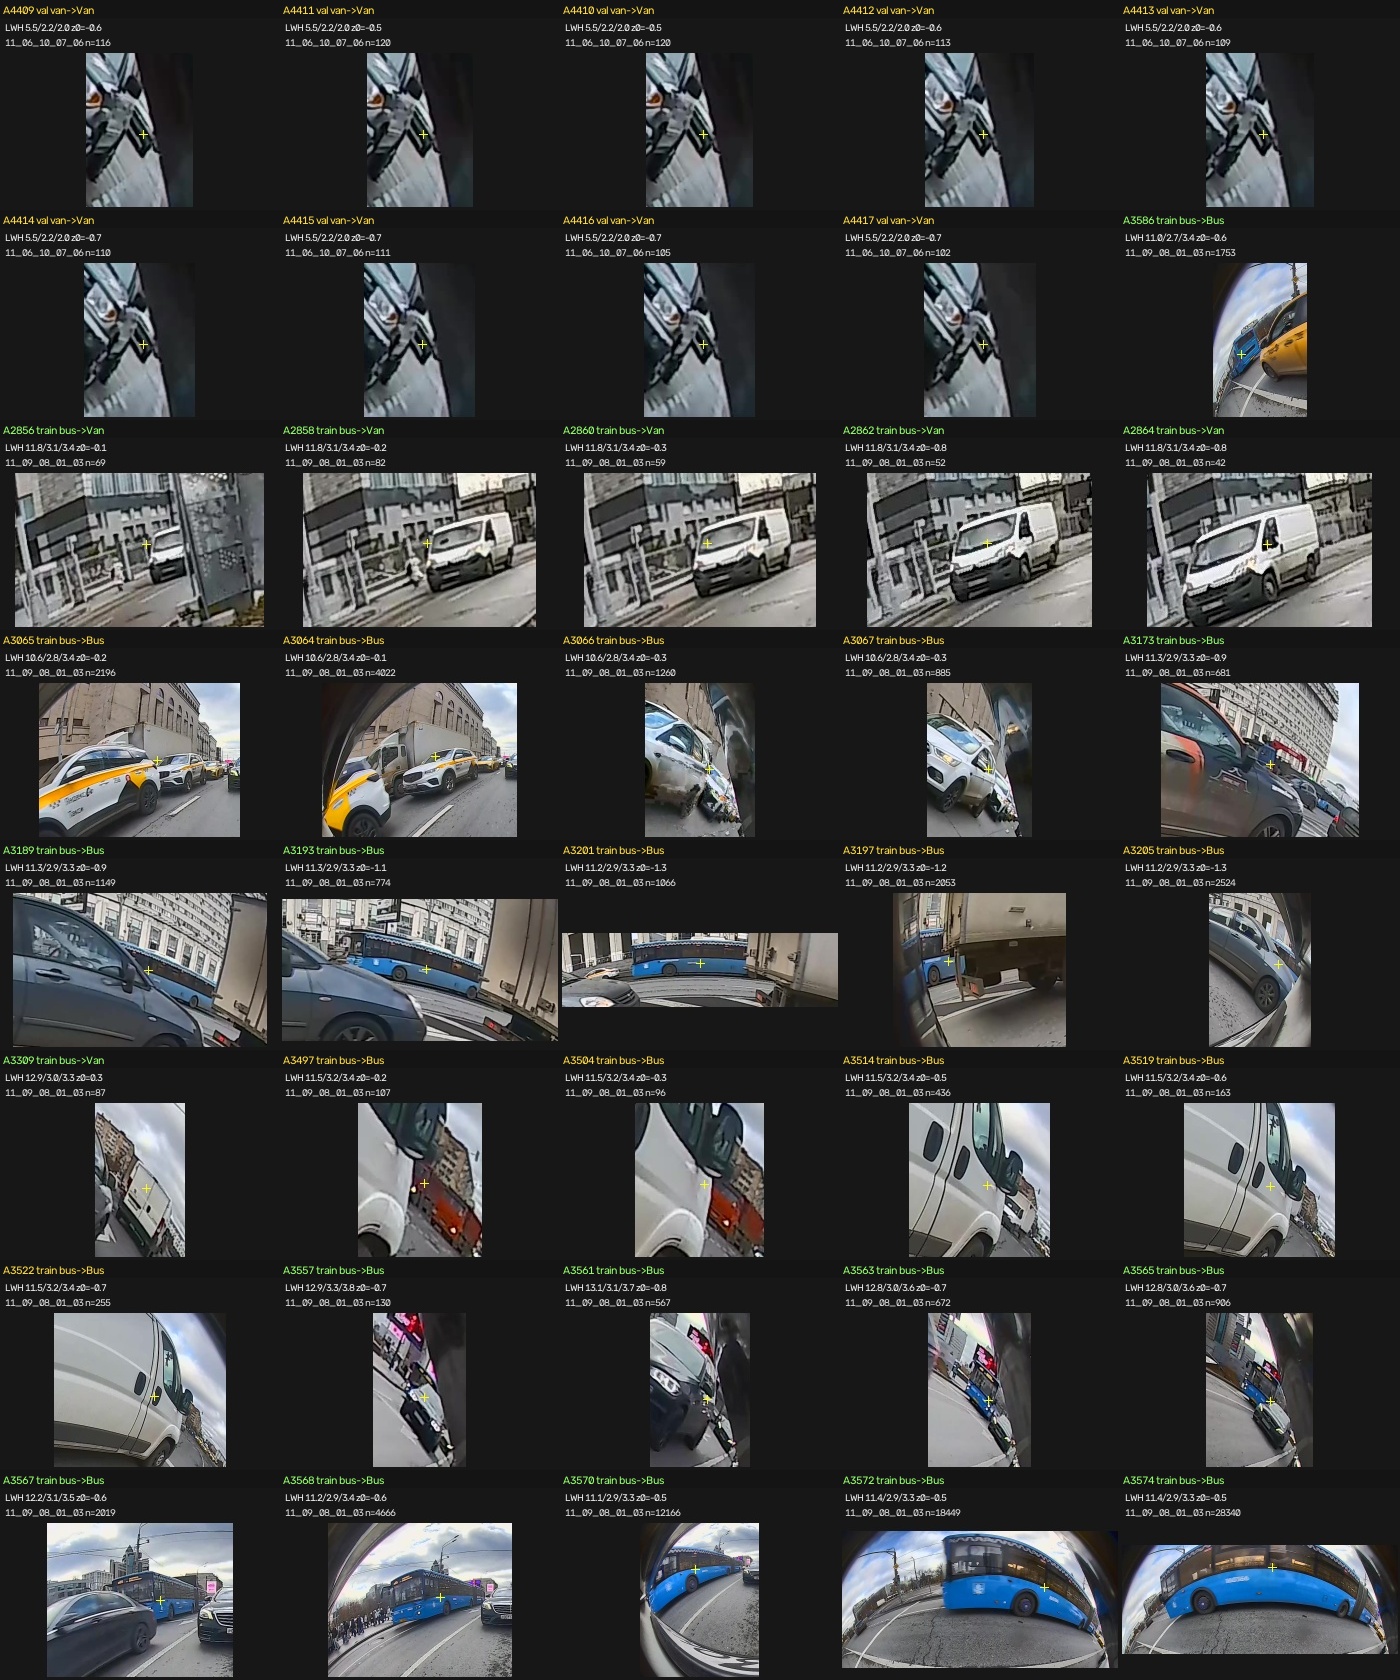 A4409 val van->Van
LWH 5.5/2.2/2.0 z0=-0.6
11_06_10_07_06 n=116
A4411 val van->Van
LWH 5.5/2.2/2.0 z0=-0.5
11_06_10_07_06 n=120
A4410 val van->Van
LWH 5.5/2.2/2.0 z0=-0.5
11_06_10_07_06 n=120
A4412 val van->Van
LWH 5.5/2.2/2.0 z0=-0.6
11_06_10_07_06 n=113
A4413 val van->Van
LWH 5.5/2.2/2.0 z0=-0.6
11_06_10_07_06 n=109
A4414 val van->Van
LWH 5.5/2.2/2.0 z0=-0.7
11_06_10_07_06 n=110
A4415 val van->Van
LWH 5.5/2.2/2.0 z0=-0.7
11_06_10_07_06 n=111
A4416 val van->Van
LWH 5.5/2.2/2.0 z0=-0.7
11_06_10_07_06 n=105
A4417 val van->Van
LWH 5.5/2.2/2.0 z0=-0.7
11_06_10_07_06 n=102
A3586 train bus->Bus
LWH 11.0/2.7/3.4 z0=-0.6
11_09_08_01_03 n=1753
A2856 train bus->Van
LWH 11.8/3.1/3.4 z0=-0.1
11_09_08_01_03 n=69
A2858 train bus->Van
LWH 11.8/3.1/3.4 z0=-0.2
11_09_08_01_03 n=82
A2860 train bus->Van
LWH 11.8/3.1/3.4 z0=-0.3
11_09_08_01_03 n=59
A2862 train bus->Van
LWH 11.8/3.1/3.4 z0=-0.8
11_09_08_01_03 n=52
A2864 train bus->Van
LWH 11.8/3.1/3.4 z0=-0.8
11_09_08_01_03 n=42
A3065 train bus->Bus
LWH 10.6/2.8/3.4 z0=-0.2
11_09_08_01_03 n=2196
A3064 train bus->Bus
LWH 10.6/2.8/3.4 z0=-0.1
11_09_08_01_03 n=4022
A3066 train bus->Bus
LWH 10.6/2.8/3.4 z0=-0.3
11_09_08_01_03 n=1260
A3067 train bus->Bus
LWH 10.6/2.8/3.4 z0=-0.3
11_09_08_01_03 n=885
A3173 train bus->Bus
LWH 11.3/2.9/3.3 z0=-0.9
11_09_08_01_03 n=681
A3189 train bus->Bus
LWH 11.3/2.9/3.3 z0=-0.9
11_09_08_01_03 n=1149
A3193 train bus->Bus
LWH 11.3/2.9/3.3 z0=-1.1
11_09_08_01_03 n=774
A3201 train bus->Bus
LWH 11.2/2.9/3.3 z0=-1.3
11_09_08_01_03 n=1066
A3197 train bus->Bus
LWH 11.2/2.9/3.3 z0=-1.2
11_09_08_01_03 n=2053
A3205 train bus->Bus
LWH 11.2/2.9/3.3 z0=-1.3
11_09_08_01_03 n=2524
A3309 train bus->Van
LWH 12.9/3.0/3.3 z0=0.3
11_09_08_01_03 n=87
A3497 train bus->Bus
LWH 11.5/3.2/3.4 z0=-0.2
11_09_08_01_03 n=107
A3504 train bus->Bus
LWH 11.5/3.2/3.4 z0=-0.3
11_09_08_01_03 n=96
A3514 train bus->Bus
LWH 11.5/3.2/3.4 z0=-0.5
11_09_08_01_03 n=436
A3519 train bus->Bus
LWH 11.5/3.2/3.4 z0=-0.6
11_09_08_01_03 n=163
A3522 train bus->Bus
LWH 11.5/3.2/3.4 z0=-0.7
11_09_08_01_03 n=255
A3557 train bus->Bus
LWH 12.9/3.3/3.8 z0=-0.7
11_09_08_01_03 n=130
A3561 train bus->Bus
LWH 13.1/3.1/3.7 z0=-0.8
11_09_08_01_03 n=567
A3563 train bus->Bus
LWH 12.8/3.0/3.6 z0=-0.7
11_09_08_01_03 n=672
A3565 train bus->Bus
LWH 12.8/3.0/3.6 z0=-0.7
11_09_08_01_03 n=906
A3567 train bus->Bus
LWH 12.2/3.1/3.5 z0=-0.6
11_09_08_01_03 n=2019
A3568 train bus->Bus
LWH 11.2/2.9/3.4 z0=-0.6
11_09_08_01_03 n=4666
A3570 train bus->Bus
LWH 11.1/2.9/3.3 z0=-0.5
11_09_08_01_03 n=12166
A3572 train bus->Bus
LWH 11.4/2.9/3.3 z0=-0.5
11_09_08_01_03 n=18449
A3574 train bus->Bus
LWH 11.4/2.9/3.3 z0=-0.5
11_09_08_01_03 n=28340